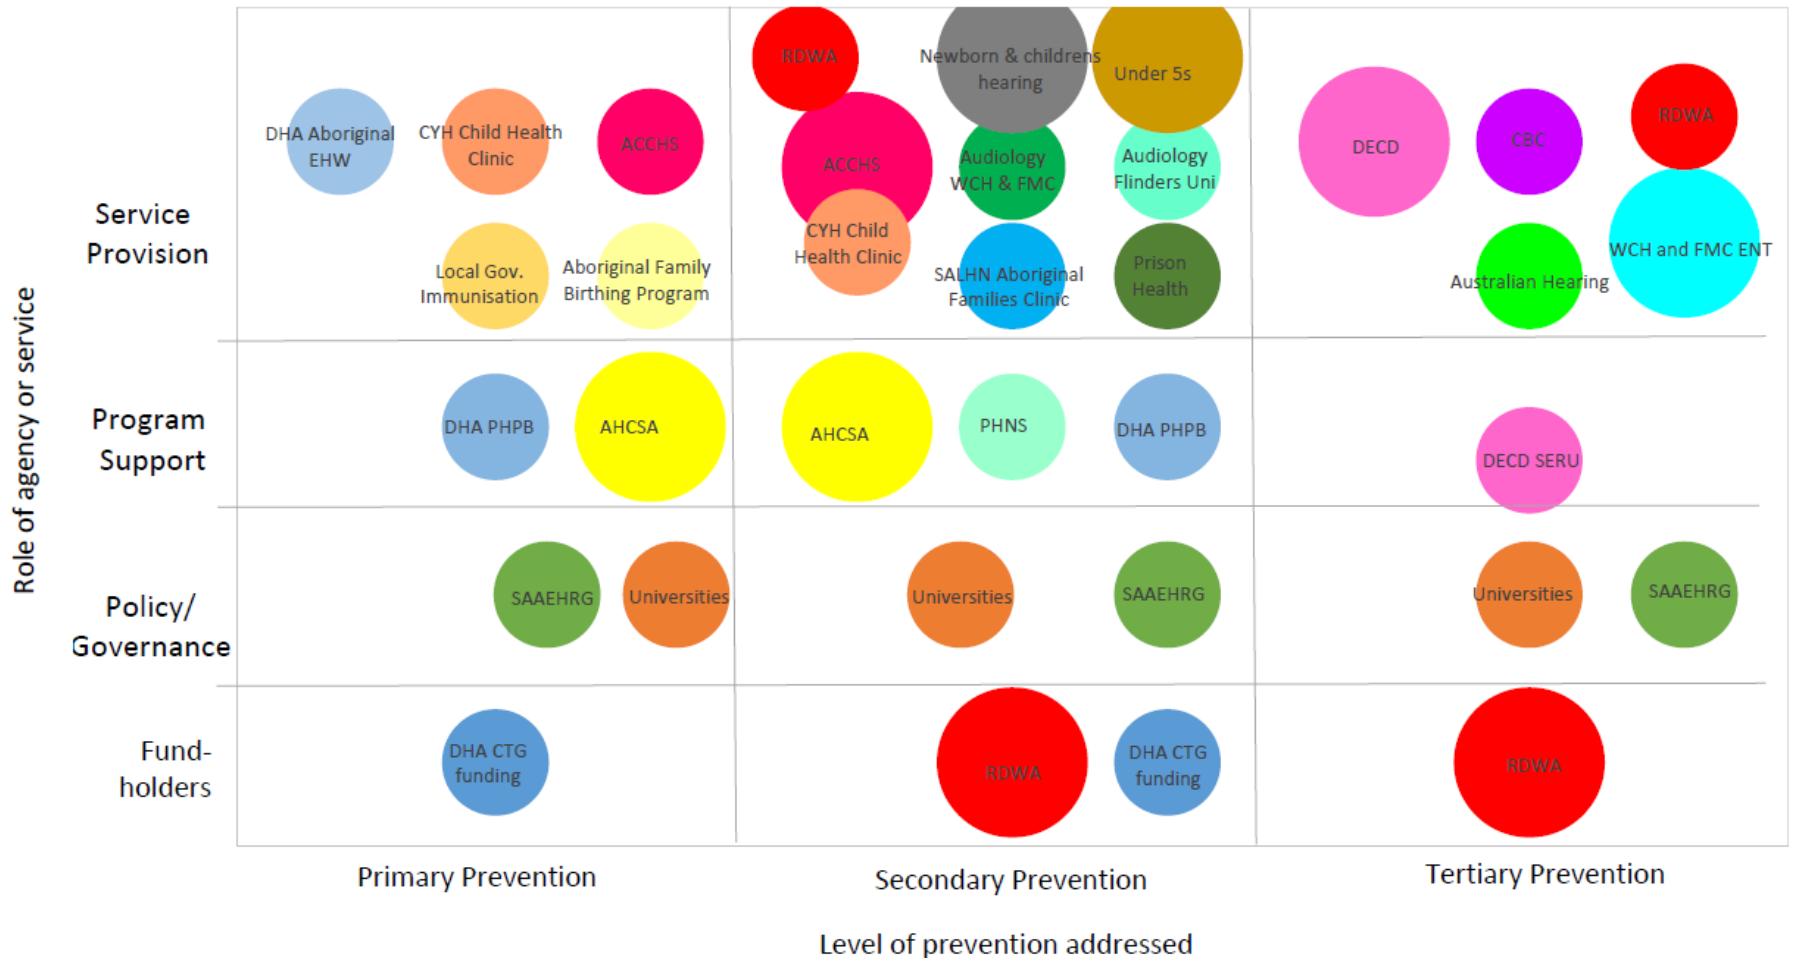 RDWA
Newborn & childrens
hearing
Under 5s
DHA Aboriginal
EHW
CYH Child Health
Clinic
ACCHS
ACCHS
Audiology
WCH & FMC
Audiology
Flinders Uni
DECD
CBC
RDWA
Service
Provision
Local Gov.
Immunisation
Aboriginal Family
Birthing Program
CYH Child
Health Clinic
SALHN Aboriginal
Families Clinic
Prison
Health
Australian Hearing
WCH and FMC ENT
Role of agency or service
Program
Support
DHA PHPB
AHCSA
AHCSA
PHNS
DHA PHPB
DECD SERU
Policy/
Governance
SAAEHRG
Universities
Universities
SAAEHRG
Universities
SAAEHRG
Fund-
holders
DHA CTG
funding
RDWA
DHA CTG
funding
RDWA
Primary Prevention
Secondary Prevention
Tertiary Prevention
Level of prevention addressed